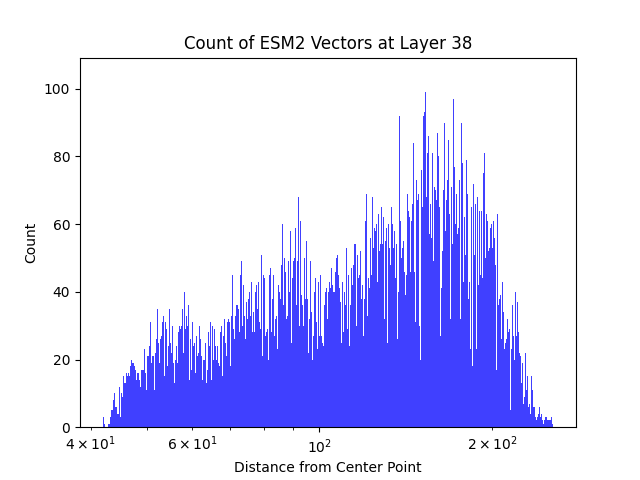 Count of ESM2 Vectors at Layer 38
100
80
60
40
20
0
Count
4 × 10¹
6 × 10¹
10²
2 × 10²
Distance from Center Point